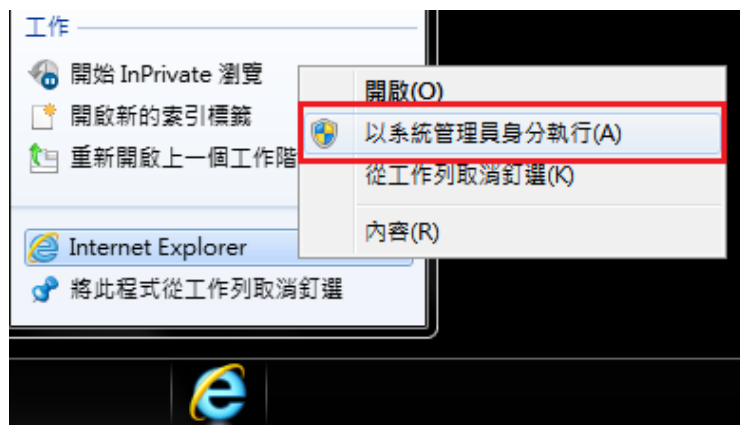 工作
開始 InPrivate 瀏覽
開啟新的索引標籤
重新開啟上一個工作階
Internet Explorer
將此程式從工作列取消釘選
開啟(O)
以系統管理員身分執行(A)
從工作列取消釘選(K)
內容(R)